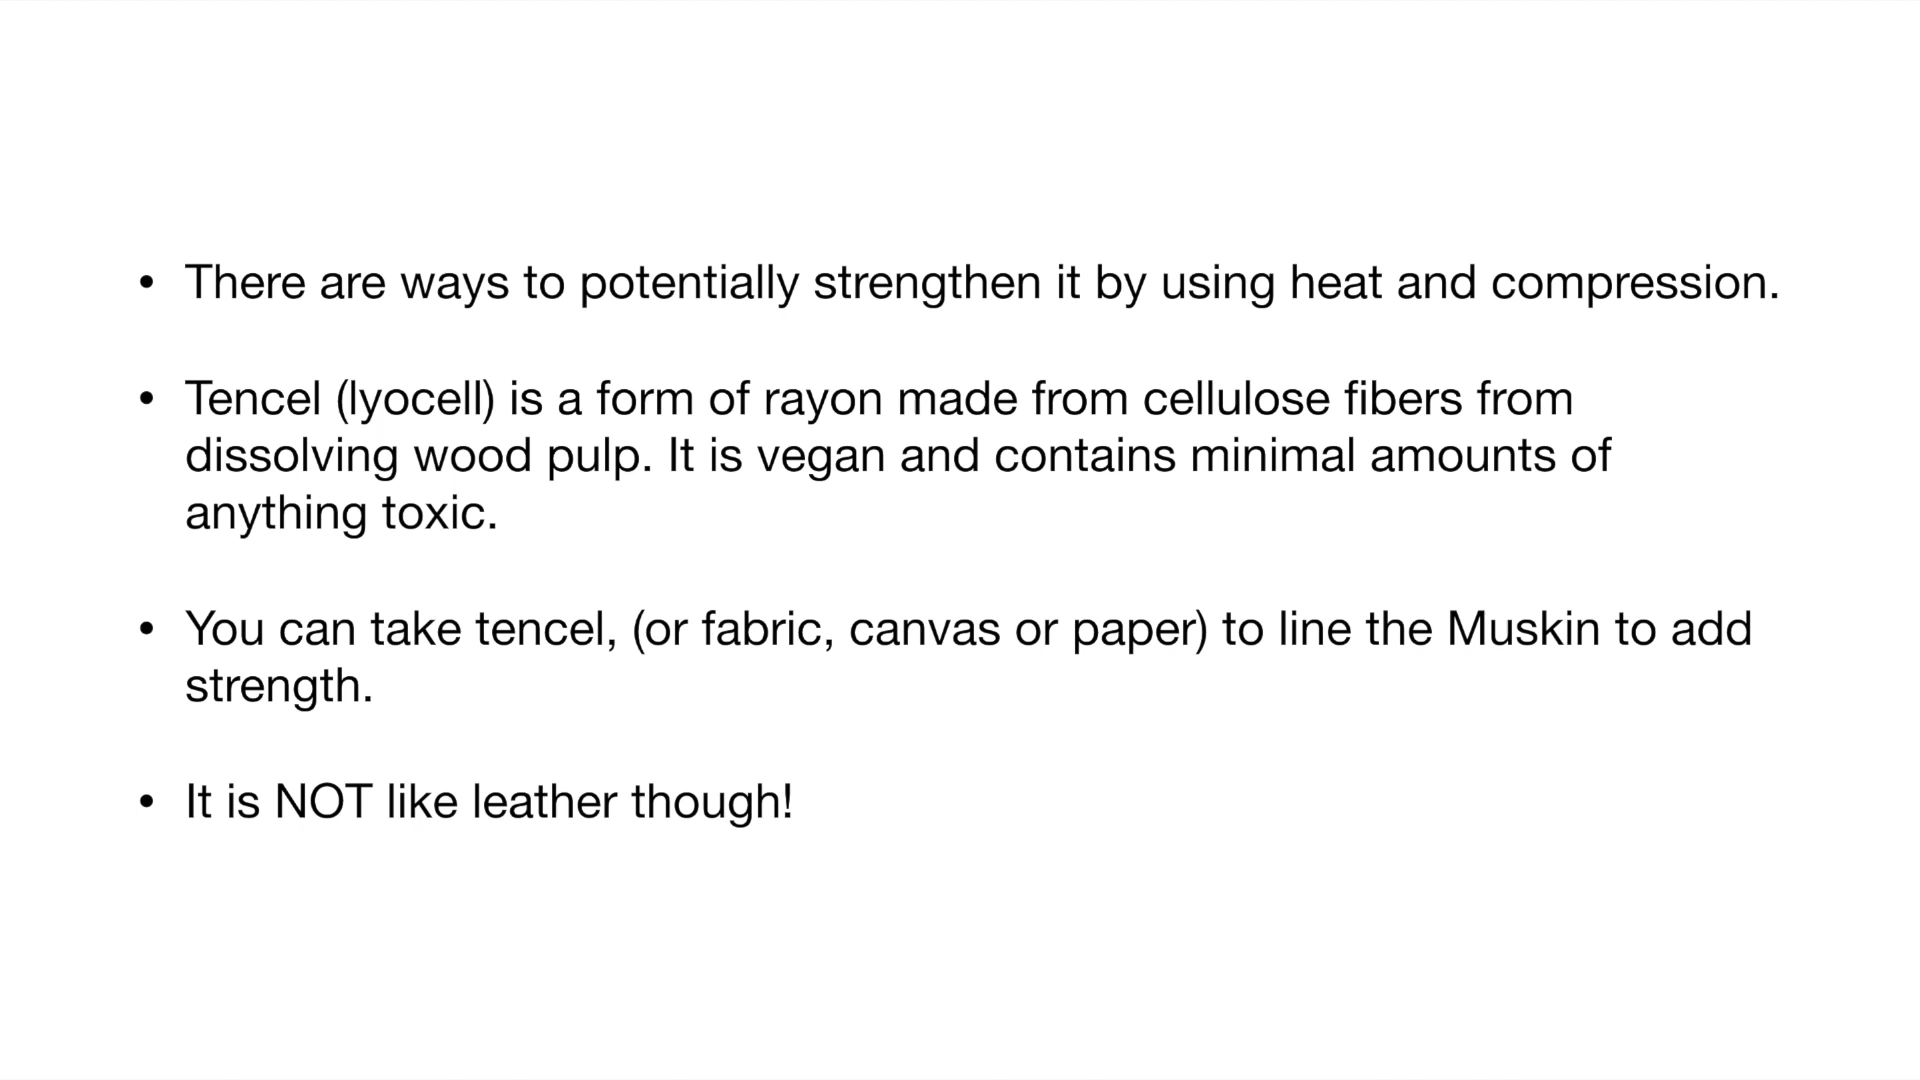 • There are ways to potentially strengthen it by using heat and compression.
• Tencel (lyocell) is a form of rayon made from cellulose fibers from
dissolving wood pulp. It is vegan and contains minimal amounts of
anything toxic.
• You can take tencel, (or fabric, canvas or paper) to line the Muskin to add
strength.
• It is NOT like leather though!